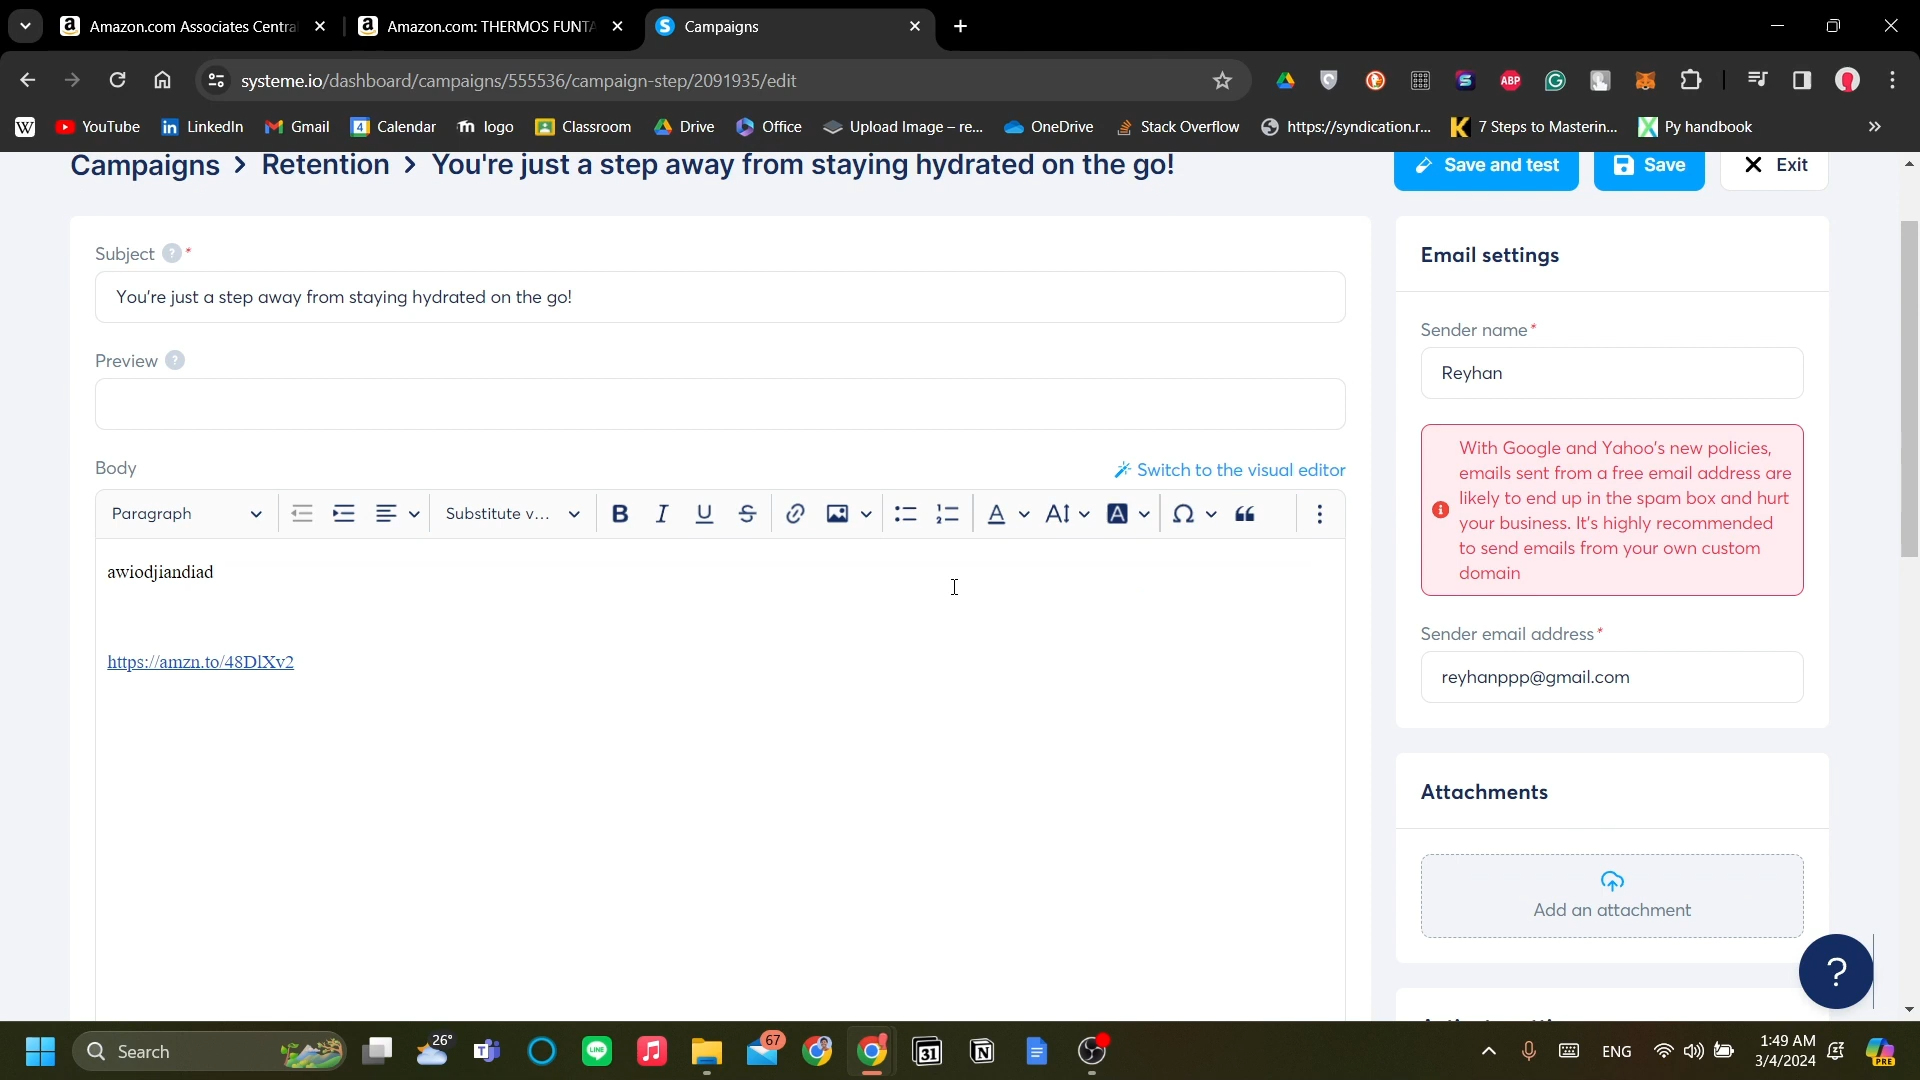 Amazon.com Associates Centra
Amazon.com: THERMOS FUNTA
Campaigns
systeme.io/dashboard/campaigns/555536/campaign-step/2091935/edit
YouTube
LinkedIn
Gmail
Calendar
logo
Classroom
Drive
Office
Upload Image – re...
OneDrive
Stack Overflow
https://syndication.r...
7 Steps to Masterin...
Py handbook
Campaigns > Retention > You're just a step away from staying hydrated on the go!
Save and test
Save
Exit
Subject ? *
You're just a step away from staying hydrated on the go!
Preview ?
Body
Switch to the visual editor
Paragraph
Substitute v...
awiodjiandiad
https://amzn.to/48DlXv2
Email settings
Sender name*
Reyhan
With Google and Yahoo's new policies,
emails sent from a free email address are
likely to end up in the spam box and hurt
your business. It's highly recommended
to send emails from your own custom
domain
Sender email address*
reyhanppp@gmail.com
Attachments
Add an attachment
?
Search
26°
67
31
ENG
1:49 AM
3/4/2024